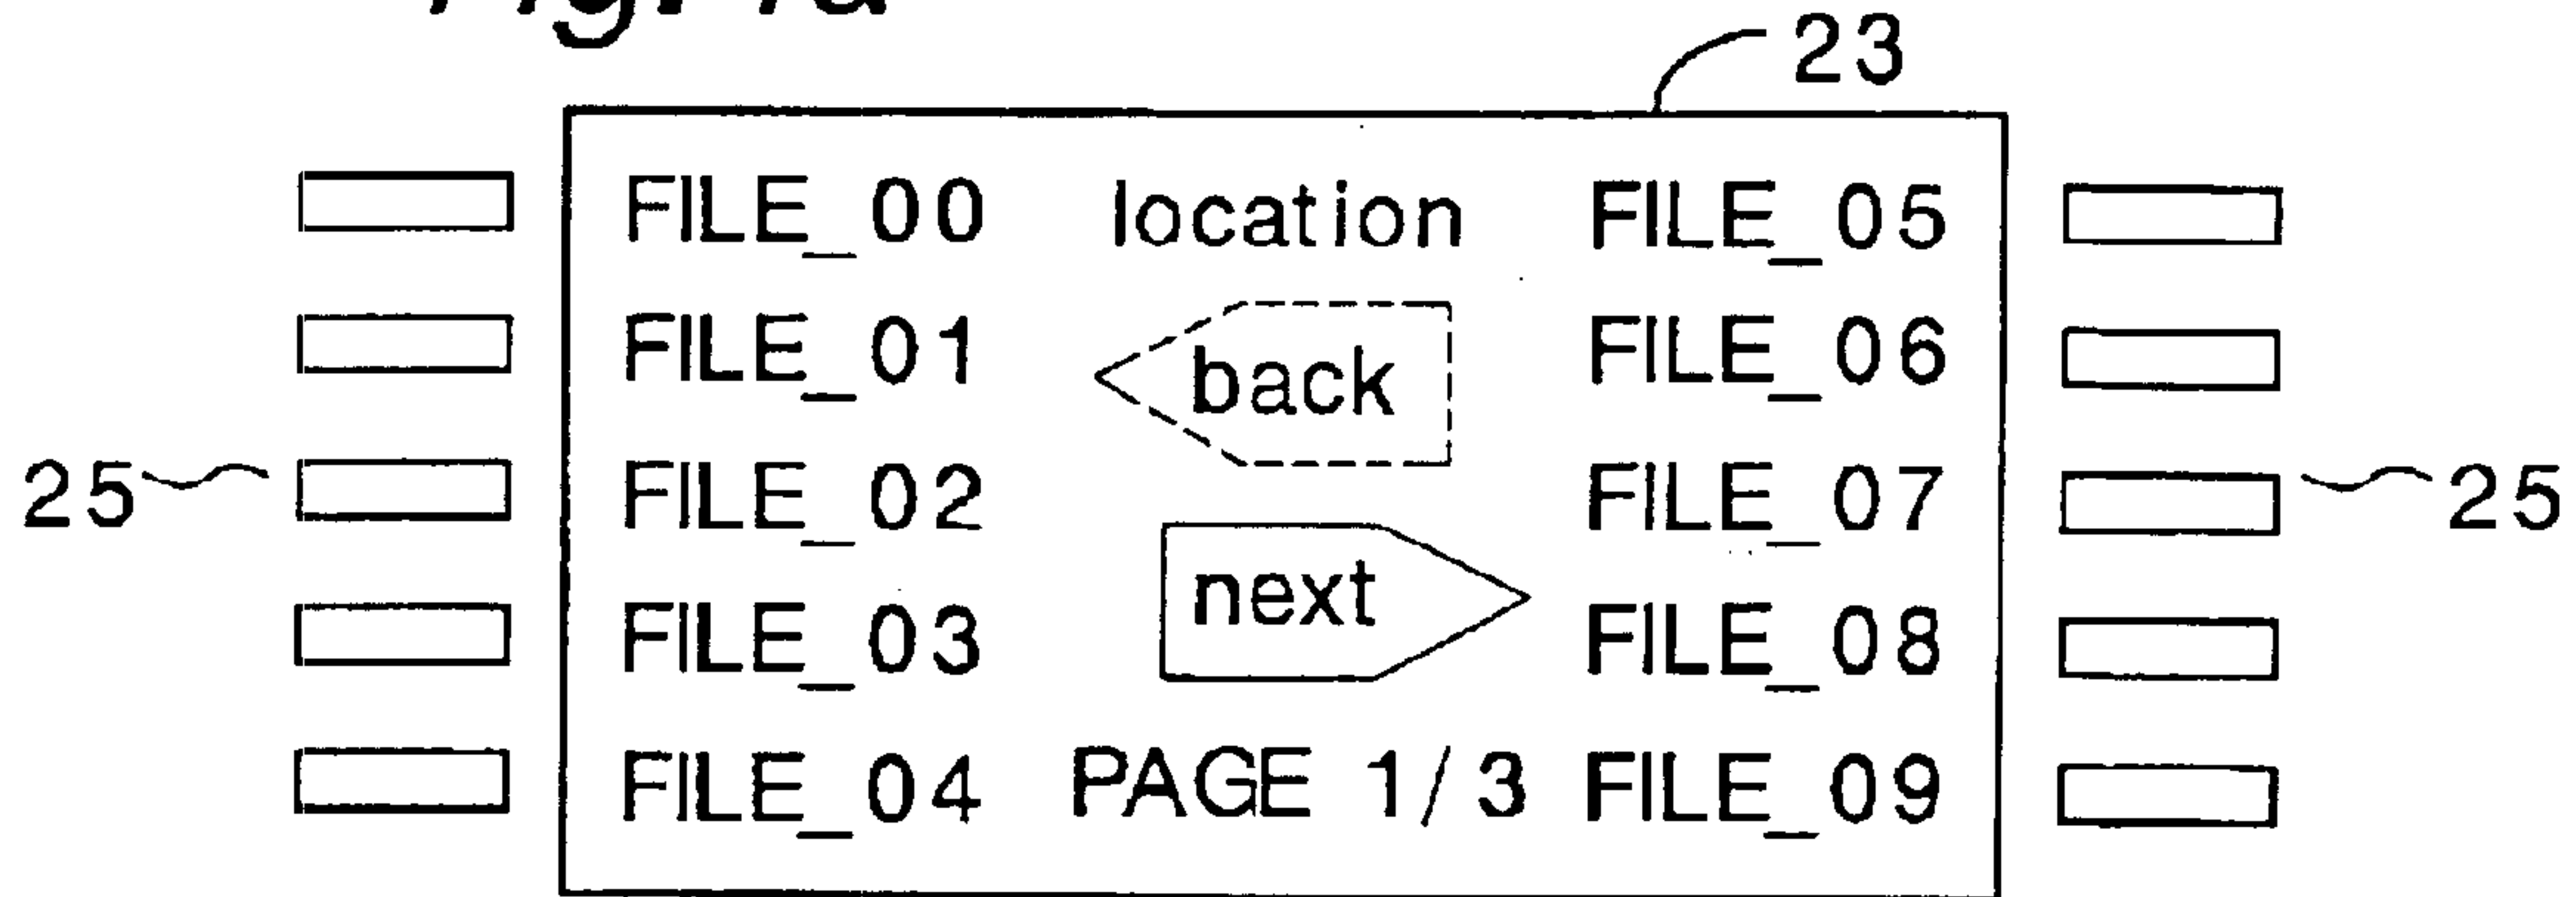 23
FILE_00 location FILE_05
FILE_01 back FILE_06
25 FILE_02 FILE_07 25
next
FILE_03 FILE_08
FILE_04 PAGE 1/3 FILE_09